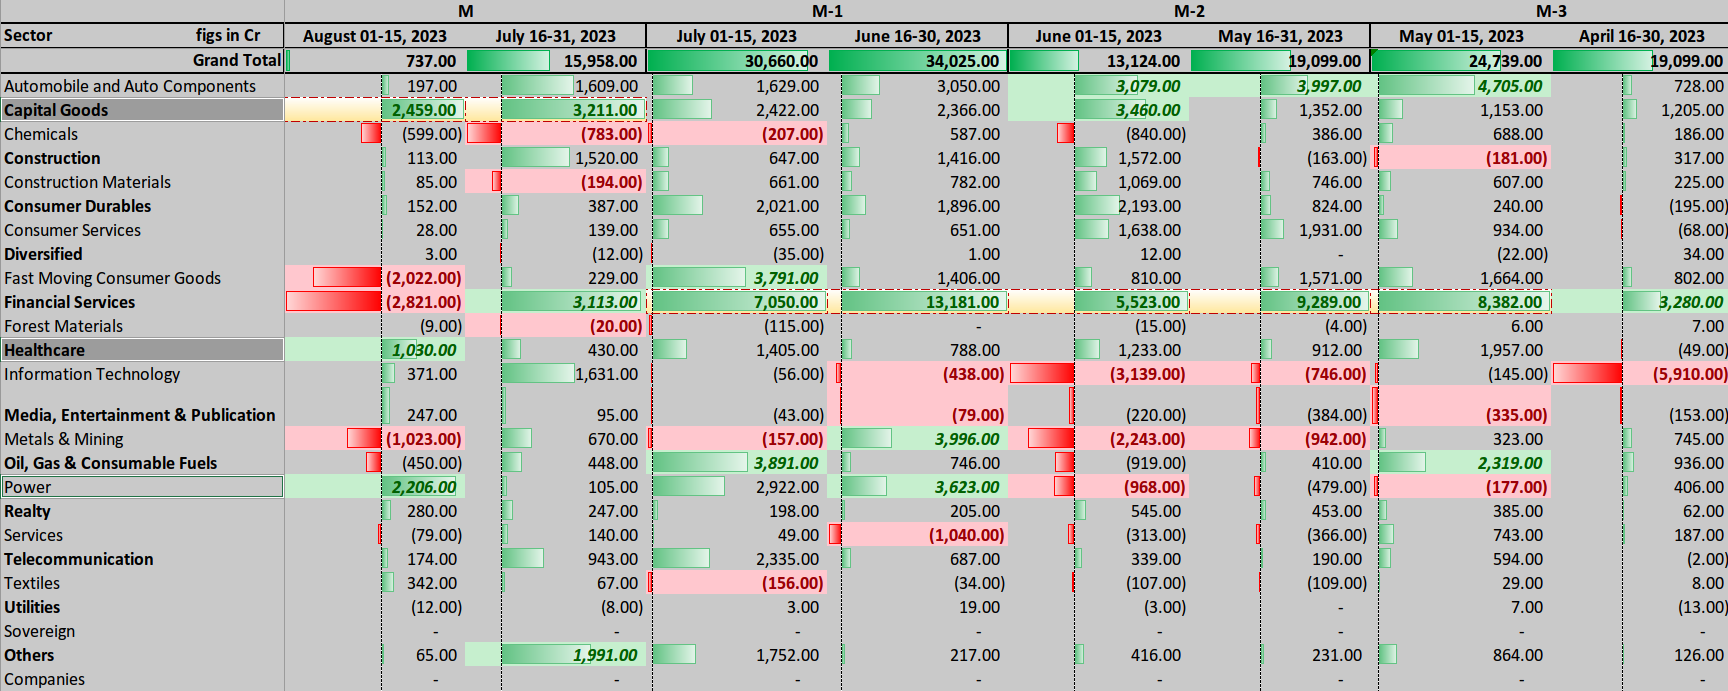 M M-1 M-2 M-3
Sector figs in Cr August 01-15, 2023 July 16-31, 2023 July 01-15, 2023 June 16-30, 2023 June 01-15, 2023 May 16-31, 2023 May 01-15, 2023 April 16-30, 2023
Grand Total 737.00 15,958.00 30,660.00 34,025.00 13,124.00 19,099.00 24,739.00 19,099.00
Automobile and Auto Components 197.00 1,609.00 1,629.00 3,050.00 3,079.00 3,997.00 4,705.00 728.00
Capital Goods 2,459.00 3,211.00 2,422.00 2,366.00 3,460.00 1,352.00 1,153.00 1,205.00
Chemicals (599.00) (783.00) (207.00) 587.00 (840.00) 386.00 688.00 186.00
Construction 113.00 1,520.00 647.00 1,416.00 1,572.00 (163.00) (181.00) 317.00
Construction Materials 85.00 (194.00) 661.00 782.00 1,069.00 746.00 607.00 225.00
Consumer Durables 152.00 387.00 2,021.00 1,896.00 2,193.00 824.00 240.00 (195.00)
Consumer Services 28.00 139.00 655.00 651.00 1,638.00 1,931.00 934.00 (68.00)
Diversified 3.00 (12.00) (35.00) 1.00 12.00 - (22.00) 34.00
Fast Moving Consumer Goods (2,022.00) 229.00 3,791.00 1,406.00 810.00 1,571.00 1,664.00 802.00
Financial Services (2,821.00) 3,113.00 7,050.00 13,181.00 5,523.00 9,289.00 8,382.00 3,280.00
Forest Materials (9.00) (20.00) (115.00) - (15.00) (4.00) 6.00 7.00
Healthcare 1,030.00 430.00 1,405.00 788.00 1,233.00 912.00 1,957.00 (49.00)
Information Technology 371.00 1,631.00 (56.00) (438.00) (3,139.00) (746.00) (145.00) (5,910.00)
Media, Entertainment & Publication 247.00 95.00 (43.00) (79.00) (220.00) (384.00) (335.00) (153.00)
Metals & Mining (1,023.00) 670.00 (157.00) 3,996.00 (2,243.00) (942.00) 323.00 745.00
Oil, Gas & Consumable Fuels (450.00) 448.00 3,891.00 746.00 (919.00) 410.00 2,319.00 936.00
Power 2,206.00 105.00 2,922.00 3,623.00 (968.00) (479.00) (177.00) 406.00
Realty 280.00 247.00 198.00 205.00 545.00 453.00 385.00 62.00
Services (79.00) 140.00 49.00 (1,040.00) (313.00) (366.00) 743.00 187.00
Telecommunication 174.00 943.00 2,335.00 687.00 339.00 190.00 594.00 (2.00)
Textiles 342.00 67.00 (156.00) (34.00) (107.00) (109.00) 29.00 8.00
Utilities (12.00) (8.00) 3.00 19.00 (3.00) - 7.00 (13.00)
Sovereign - - - - - - - -
Others 65.00 1,991.00 1,752.00 217.00 416.00 231.00 864.00 126.00
Companies - - - - - - - -